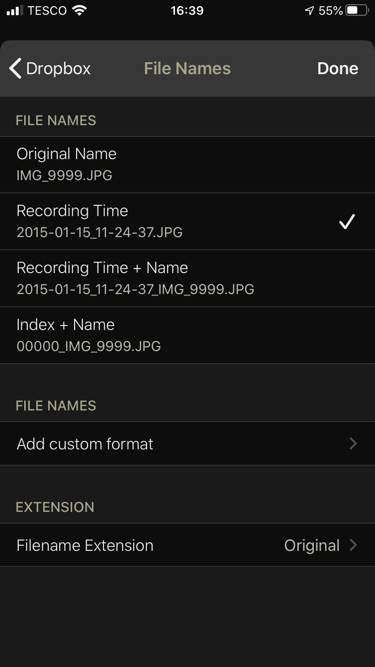 TESCO 16:39 55%
Dropbox File Names Done
FILE NAMES
Original Name
IMG_9999.JPG
Recording Time
2015-01-15_11-24-37.JPG
Recording Time + Name
2015-01-15_11-24-37_IMG_9999.JPG
Index + Name
00000_IMG_9999.JPG
FILE NAMES
Add custom format
EXTENSION
Filename Extension Original